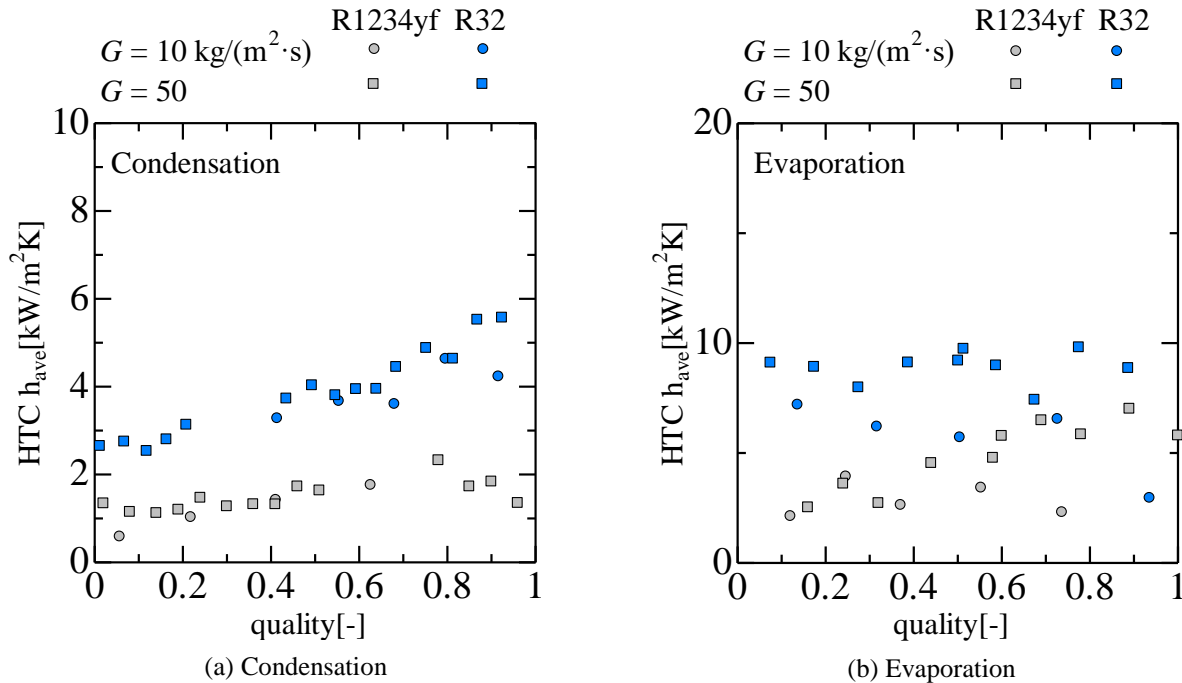 R1234yf R32
G = 10 kg/(m²·s)
G = 50
10
8
6
4
2
0
Condensation
HTC h_ave[kW/m²K]
0 0.2 0.4 0.6 0.8 1
quality[-]
(a) Condensation
R1234yf R32
G = 10 kg/(m²·s)
G = 50
20
10
0
Evaporation
HTC h_ave[kW/m²K]
0 0.2 0.4 0.6 0.8 1
quality[-]
(b) Evaporation